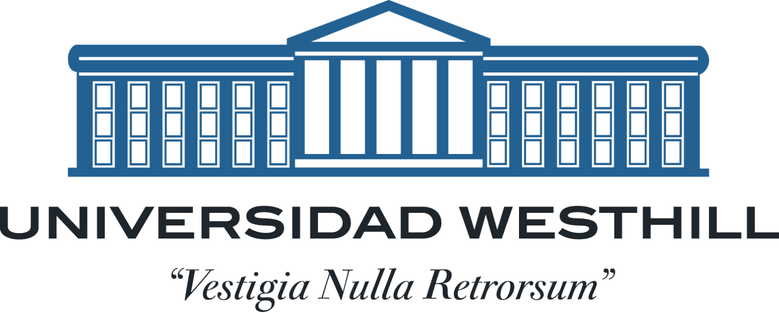 UNIVERSIDAD WESTHILL
“Vestigia Nulla Retrorsum”